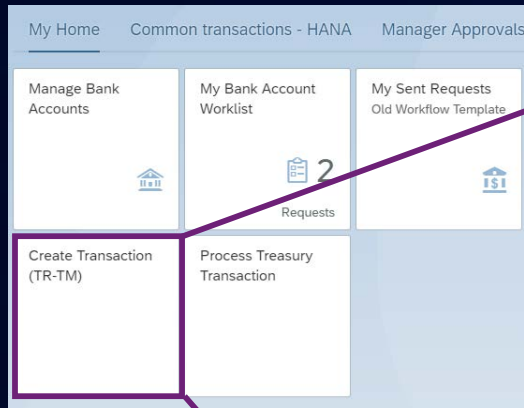 My Home Common transactions - HANA Manager Approvals
Manage Bank
Accounts
My Bank Account
Worklist
2
Requests
My Sent Requests
Old Workflow Template
Create Transaction
(TR-TM)
Process Treasury
Transaction